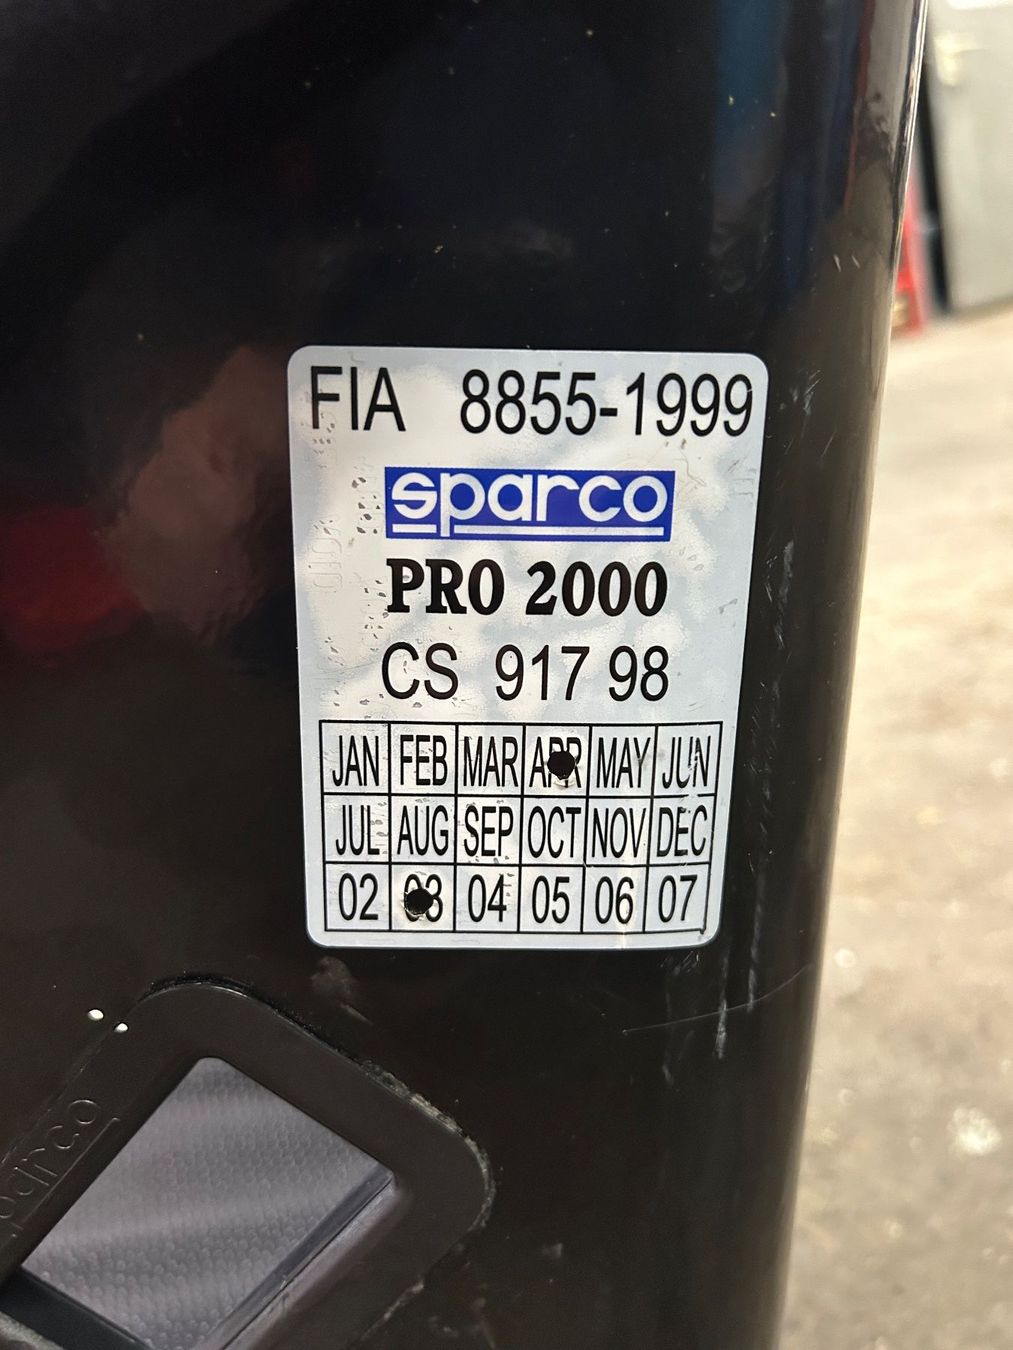 FIA 8855-1999
sparco
PRO 2000
CS 917 98
JAN FEB MAR APR MAY JUN
JUL AUG SEP OCT NOV DEC
02 03 04 05 06 07
sparco